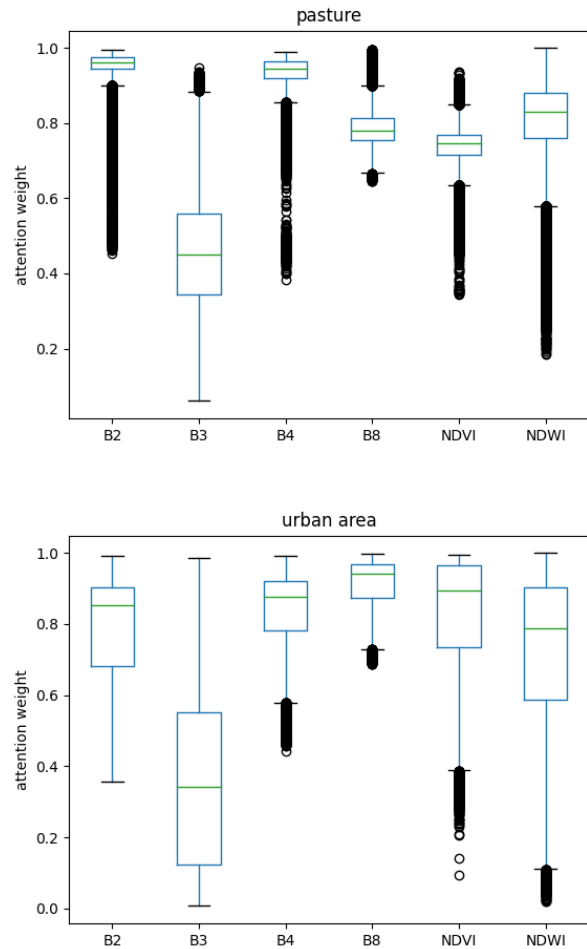 pasture
attention weight
1.0
0.8
0.6
0.4
0.2
B2 B3 B4 B8 NDVI NDWI
urban area
attention weight
1.0
0.8
0.6
0.4
0.2
0.0
B2 B3 B4 B8 NDVI NDWI